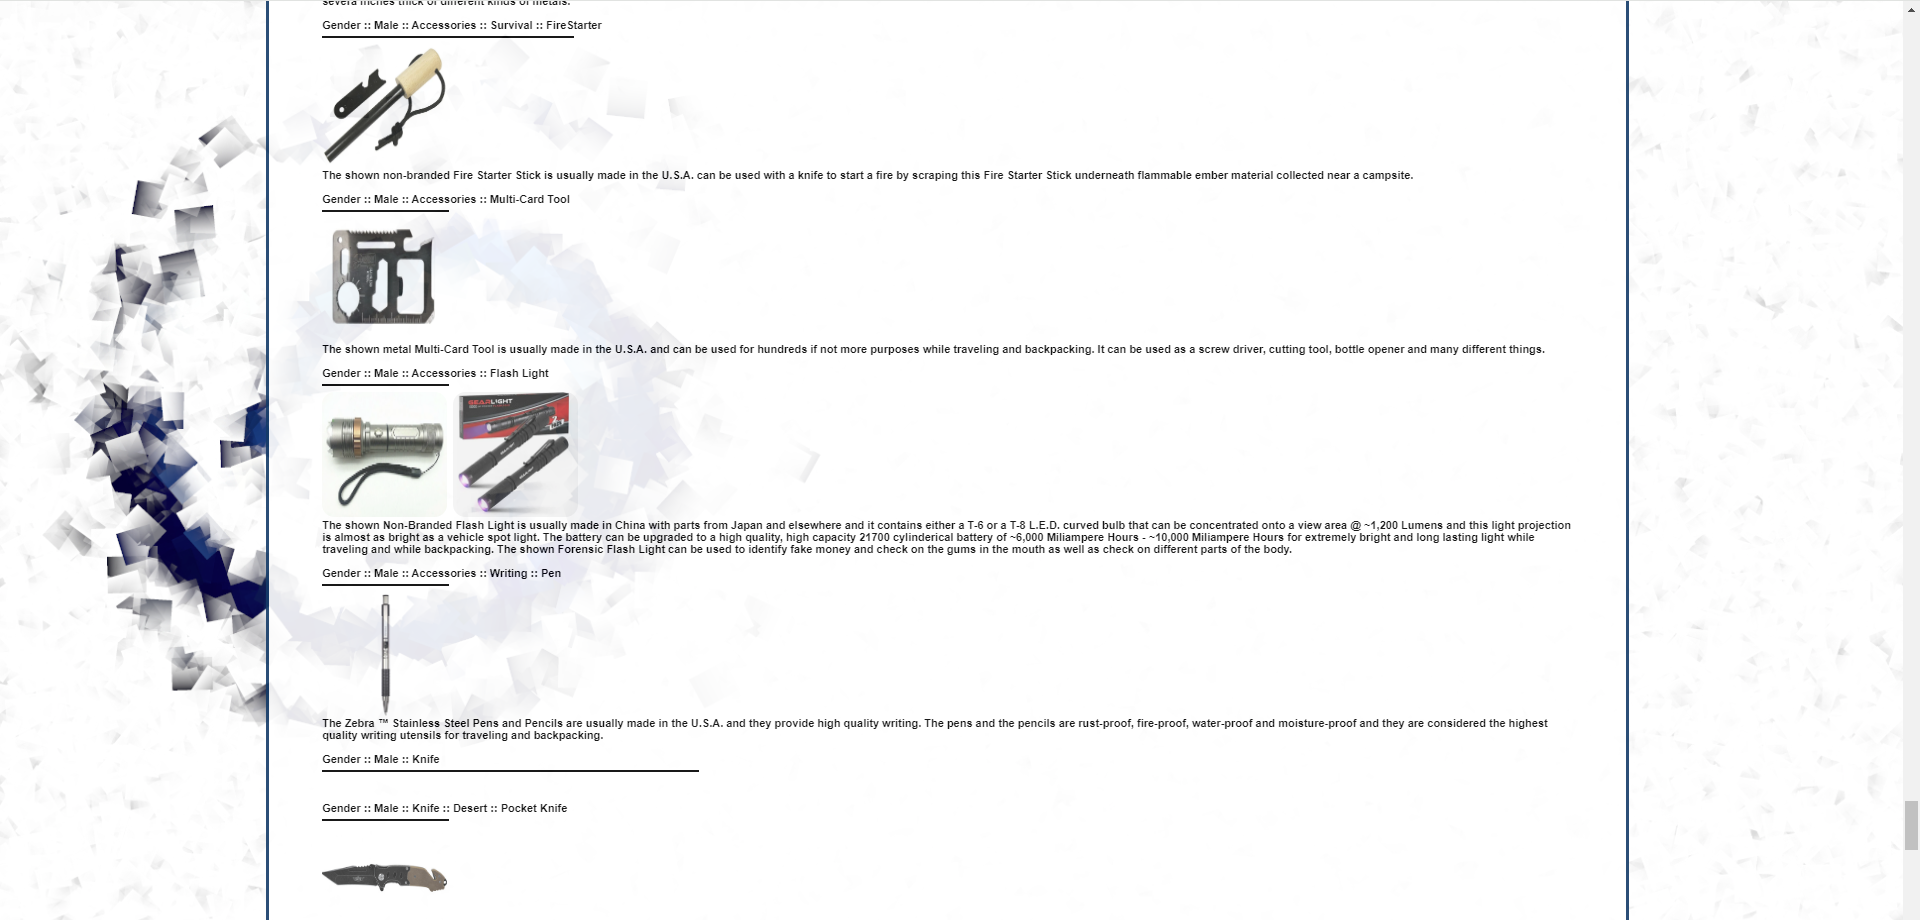 severa inches thick of different kinds of metals.
Gender :: Male :: Accessories :: Survival :: FireStarter
The shown non-branded Fire Starter Stick is usually made in the U.S.A. can be used with a knife to start a fire by scraping this Fire Starter Stick underneath flammable ember material collected near a campsite.
Gender :: Male :: Accessories :: Multi-Card Tool
The shown metal Multi-Card Tool is usually made in the U.S.A. and can be used for hundreds if not more purposes while traveling and backpacking. It can be used as a screw driver, cutting tool, bottle opener and many different things.
Gender :: Male :: Accessories :: Flash Light
GEARLIGHT
The shown Non-Branded Flash Light is usually made in China with parts from Japan and elsewhere and it contains either a T-6 or a T-8 L.E.D. curved bulb that can be concentrated onto a view area @ ~1,200 Lumens and this light projection
is almost as bright as a vehicle spot light. The battery can be upgraded to a high quality, high capacity 21700 cylinderical battery of ~6,000 Miliampere Hours - ~10,000 Miliampere Hours for extremely bright and long lasting light while
traveling and while backpacking. The shown Forensic Flash Light can be used to identify fake money and check on the gums in the mouth as well as check on different parts of the body.
Gender :: Male :: Accessories :: Writing :: Pen
The Zebra ™ Stainless Steel Pens and Pencils are usually made in the U.S.A. and they provide high quality writing. The pens and the pencils are rust-proof, fire-proof, water-proof and moisture-proof and they are considered the highest
quality writing utensils for traveling and backpacking.
Gender :: Male :: Knife
Gender :: Male :: Knife :: Desert :: Pocket Knife